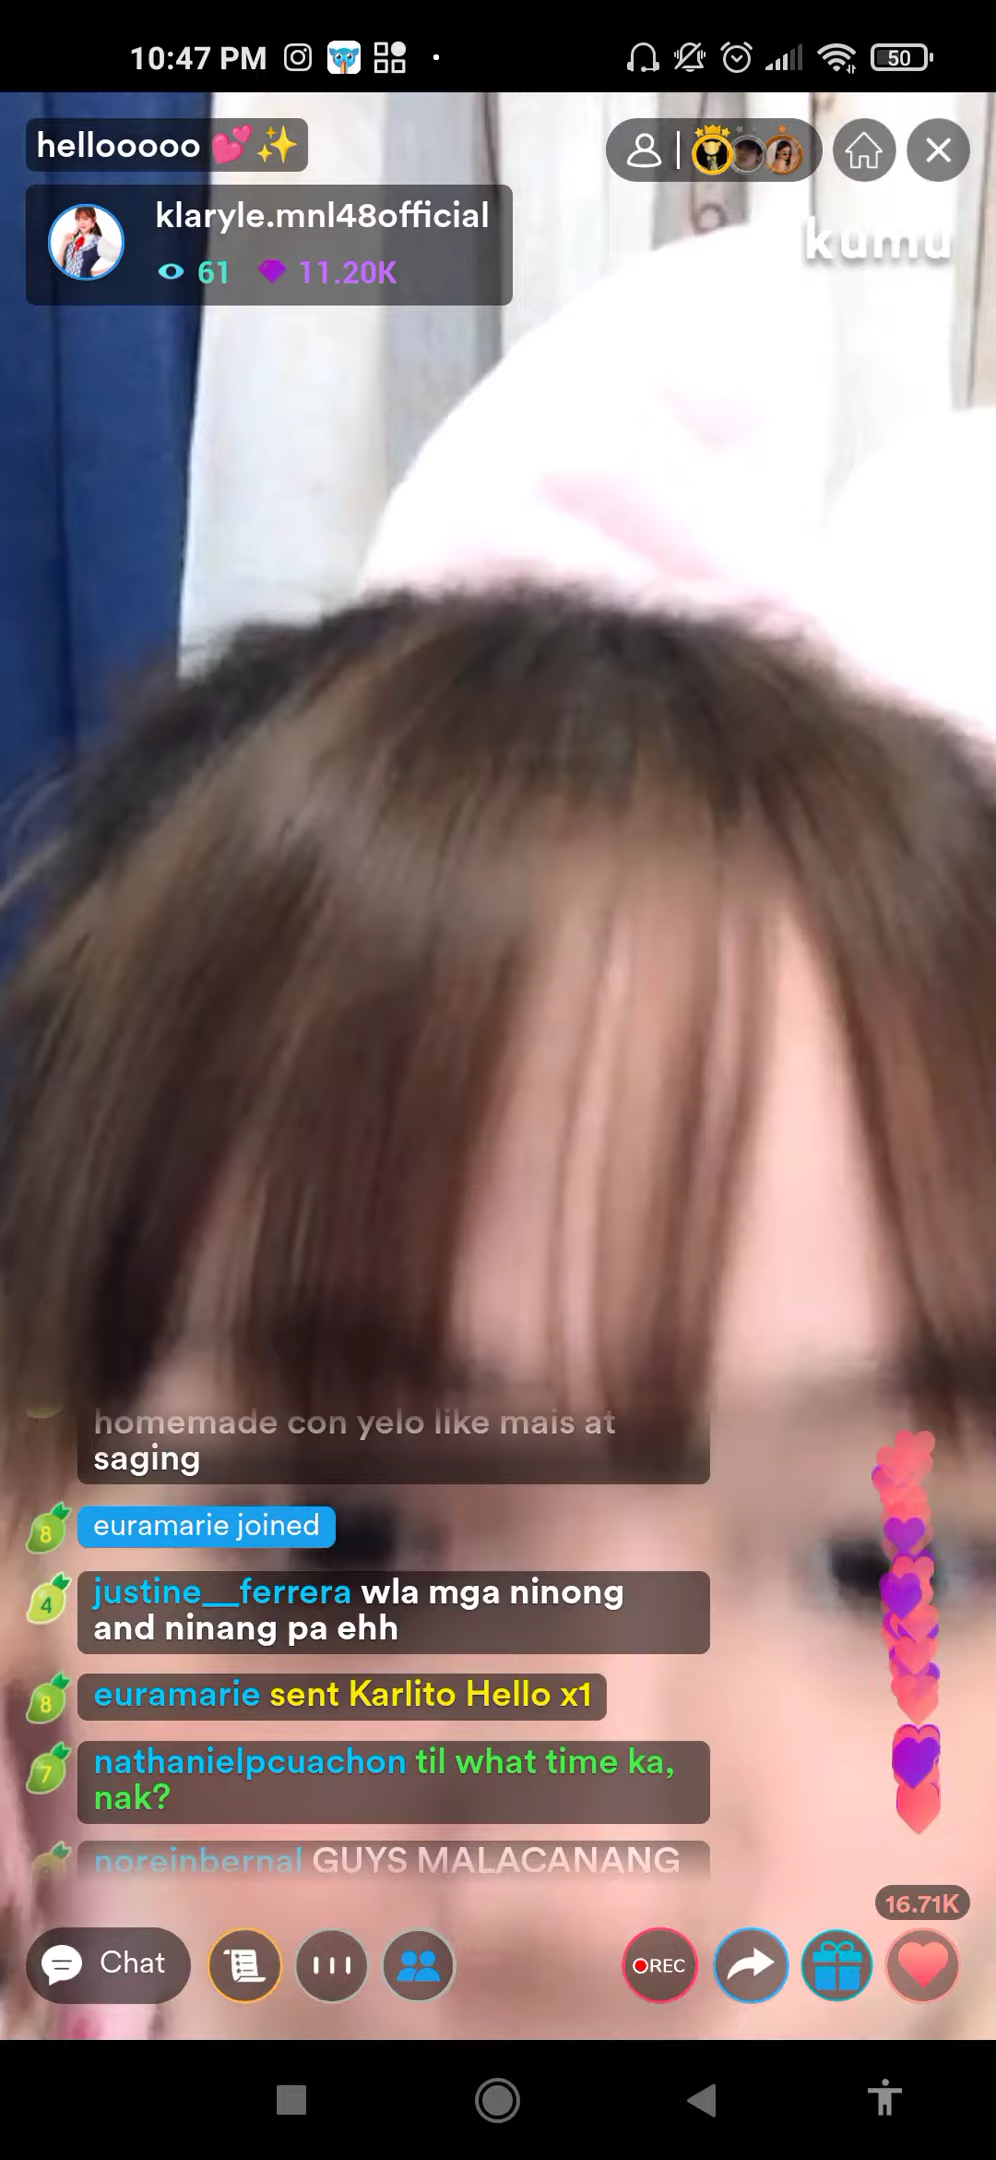 10:47 PM
50
hellooooo 💕✨
klaryle.mnl48official
61 11.20K
kumu
homemade con yelo like mais at
saging
8 euramarie joined
4 justine__ferrera wla mga ninong
and ninang pa ehh
8 euramarie sent Karlito Hello x1
7 nathanielpcuachon til what time ka,
nak?
noreinbernal GUYS MALACANANG
16.71K
Chat
REC